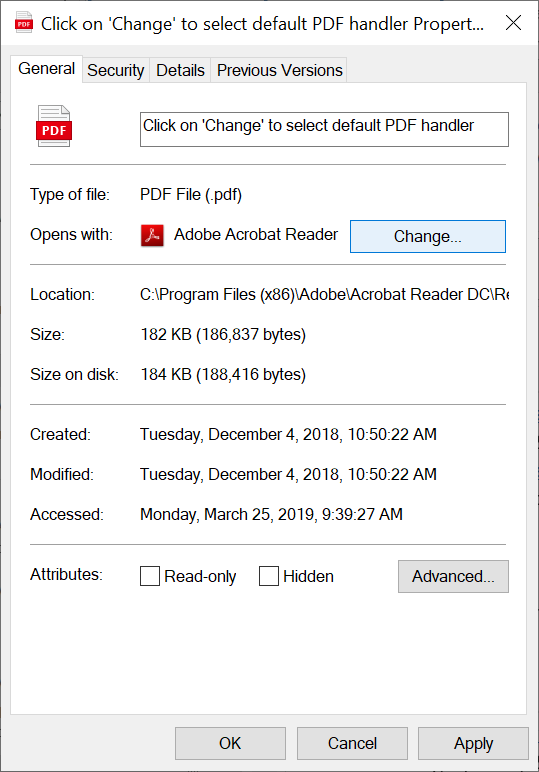 PDF Click on 'Change' to select default PDF handler Propert...
General Security Details Previous Versions
PDF Click on 'Change' to select default PDF handler
Type of file: PDF File (.pdf)
Opens with: Adobe Acrobat Reader Change...
Location: C:\Program Files (x86)\Adobe\Acrobat Reader DC\Re
Size: 182 KB (186,837 bytes)
Size on disk: 184 KB (188,416 bytes)
Created: Tuesday, December 4, 2018, 10:50:22 AM
Modified: Tuesday, December 4, 2018, 10:50:22 AM
Accessed: Monday, March 25, 2019, 9:39:27 AM
Attributes: Read-only Hidden Advanced...
OK Cancel Apply